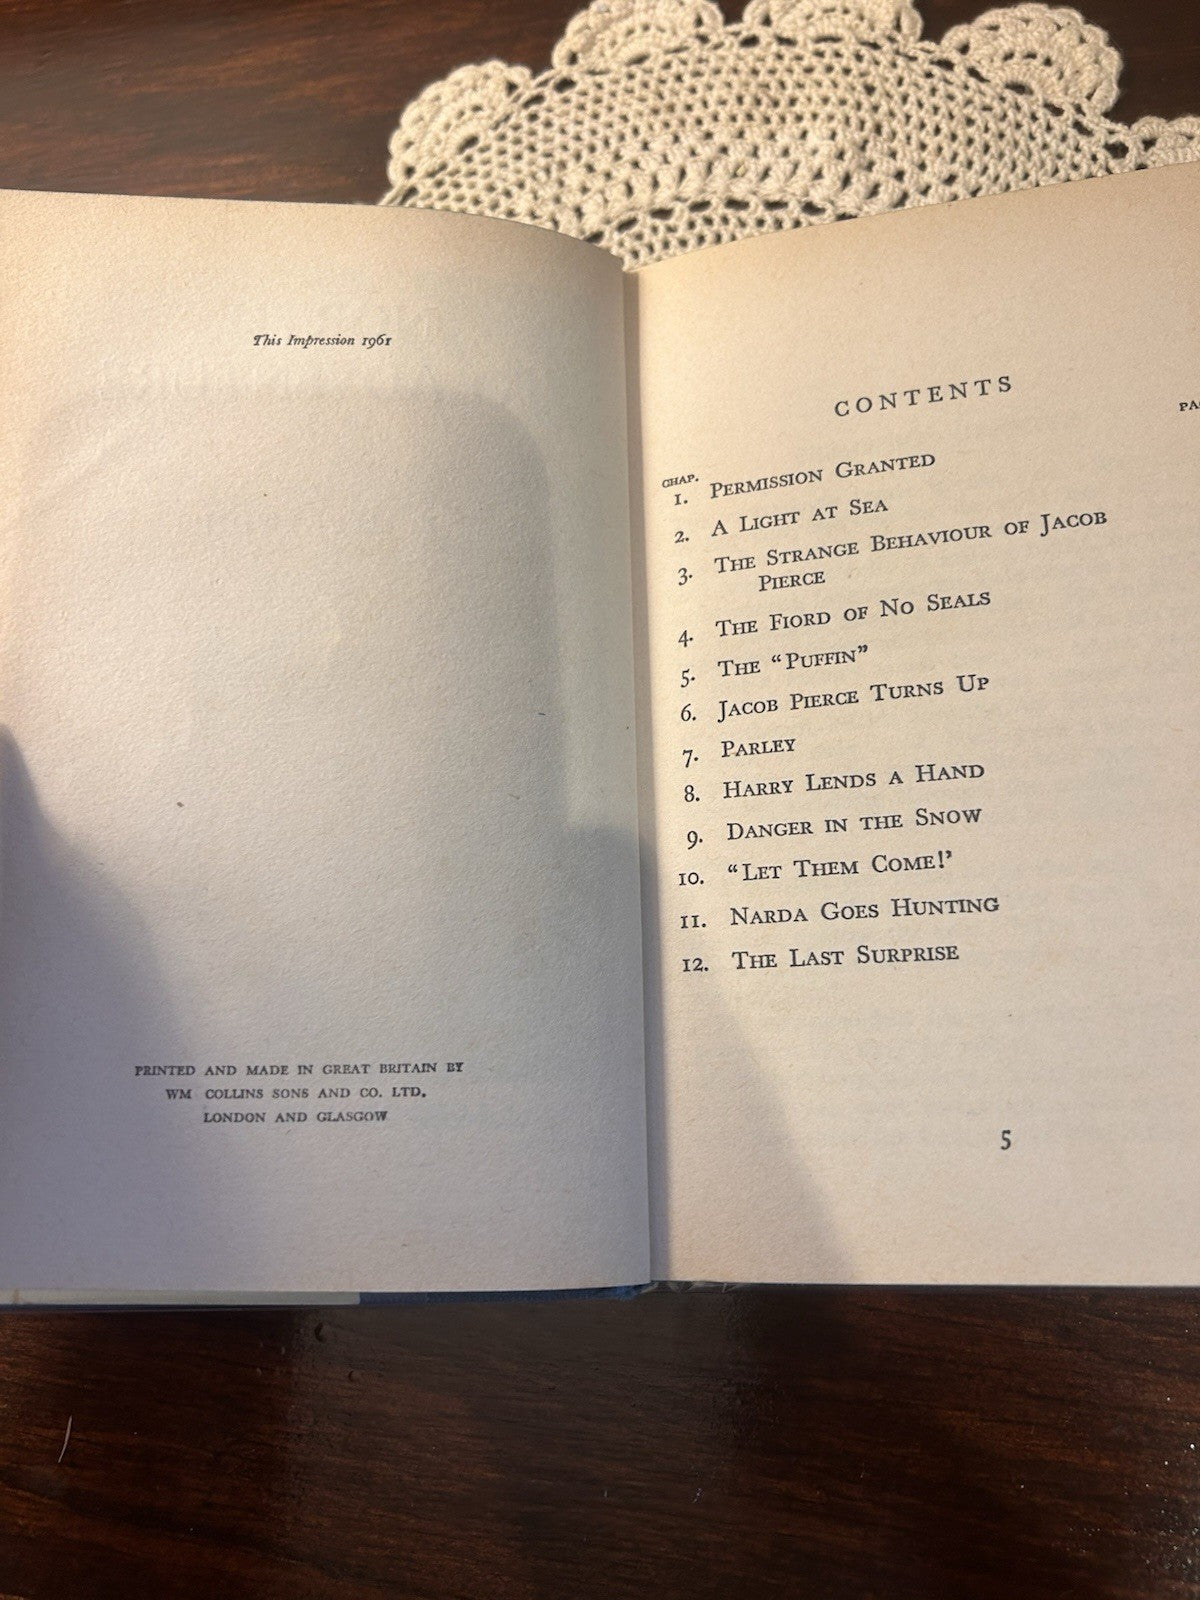 This Impression 1961
PRINTED AND MADE IN GREAT BRITAIN BY
WM COLLINS SONS AND CO. LTD.
LONDON AND GLASGOW
CONTENTS
PA
CHAP.
1. PERMISSION GRANTED
2. A LIGHT AT SEA
3. THE STRANGE BEHAVIOUR OF JACOB
PIERCE
4. THE FIORD OF NO SEALS
5. THE “PUFFIN”
6. JACOB PIERCE TURNS UP
7. PARLEY
8. HARRY LENDS A HAND
9. DANGER IN THE SNOW
10. “LET THEM COME!’
11. NARDA GOES HUNTING
12. THE LAST SURPRISE
5